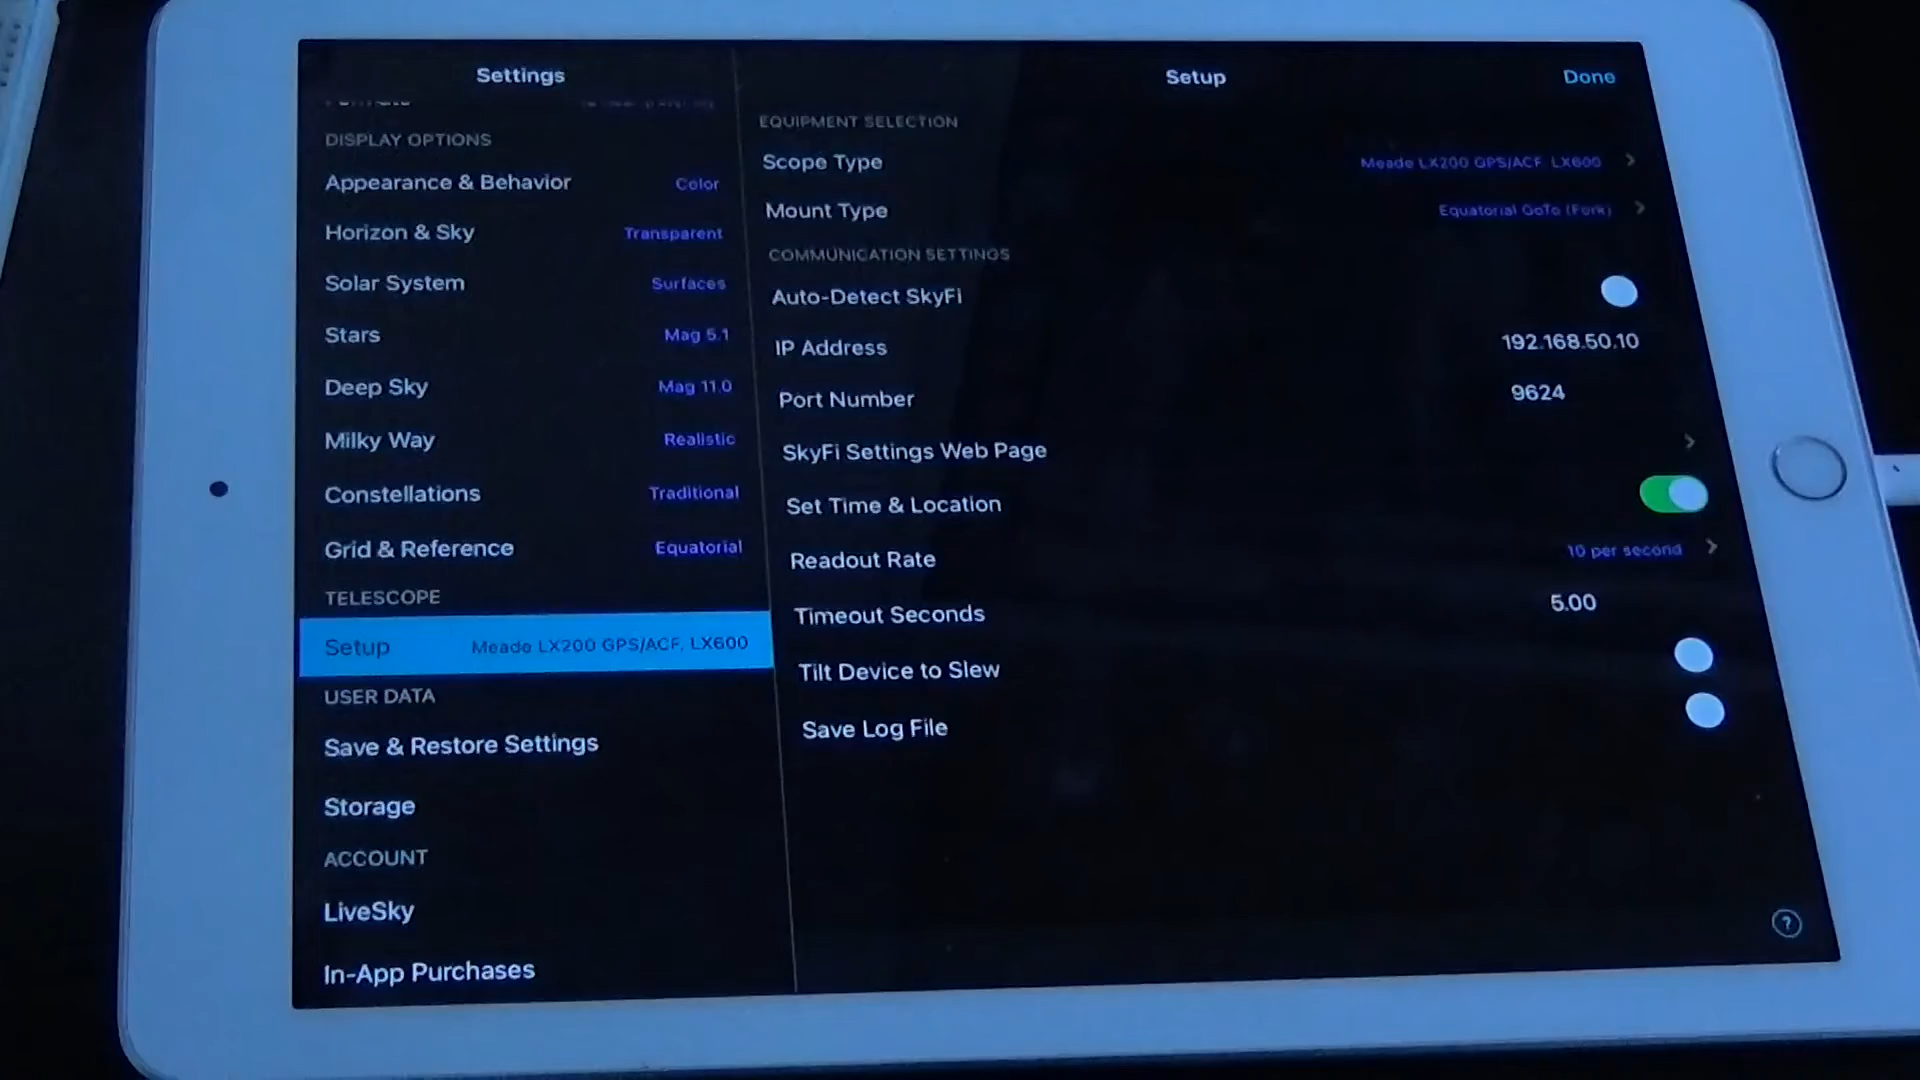 Settings
DISPLAY OPTIONS
Appearance & Behavior Color
Horizon & Sky Transparent
Solar System Surfaces
Stars Mag 5.1
Deep Sky Mag 11.0
Milky Way Realistic
Constellations Traditional
Grid & Reference Equatorial
TELESCOPE
Setup Meade LX200 GPS/ACF, LX600
USER DATA
Save & Restore Settings
Storage
ACCOUNT
LiveSky
In-App Purchases
Setup Done
EQUIPMENT SELECTION
Scope Type Meade LX200 GPS/ACF, LX600
Mount Type Equatorial GoTo (Fork)
COMMUNICATION SETTINGS
Auto-Detect SkyFi
IP Address 192.168.50.10
Port Number 9624
SkyFi Settings Web Page
Set Time & Location
Readout Rate 10 per second
Timeout Seconds 5.00
Tilt Device to Slew
Save Log File
?